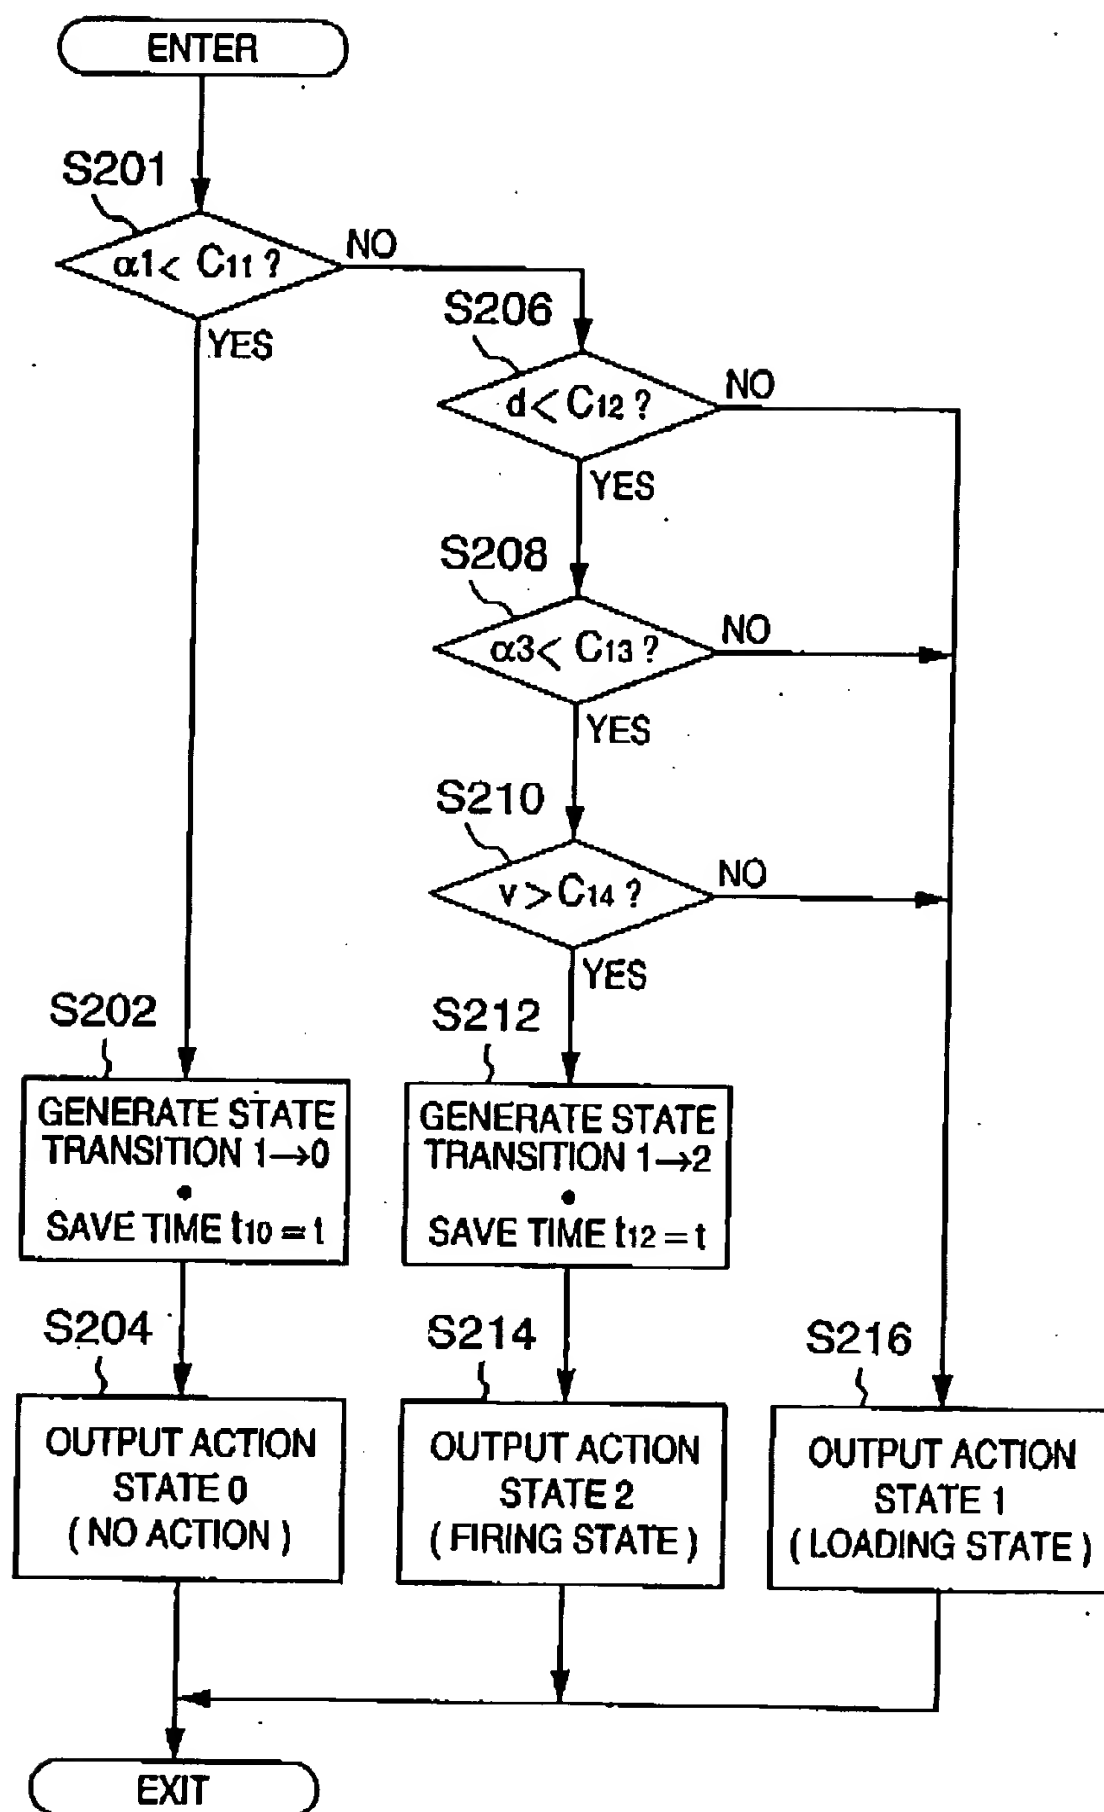 ENTER
S201
α1< C11 ?
NO
YES
S206
d < C12 ?
NO
YES
S208
α3< C13 ?
NO
YES
S210
v > C14 ?
NO
YES
S202
GENERATE STATE
TRANSITION 1→0
•
SAVE TIME t10 = t
S212
GENERATE STATE
TRANSITION 1→2
•
SAVE TIME t12 = t
S204
OUTPUT ACTION
STATE 0
( NO ACTION )
S214
OUTPUT ACTION
STATE 2
( FIRING STATE )
S216
OUTPUT ACTION
STATE 1
( LOADING STATE )
EXIT